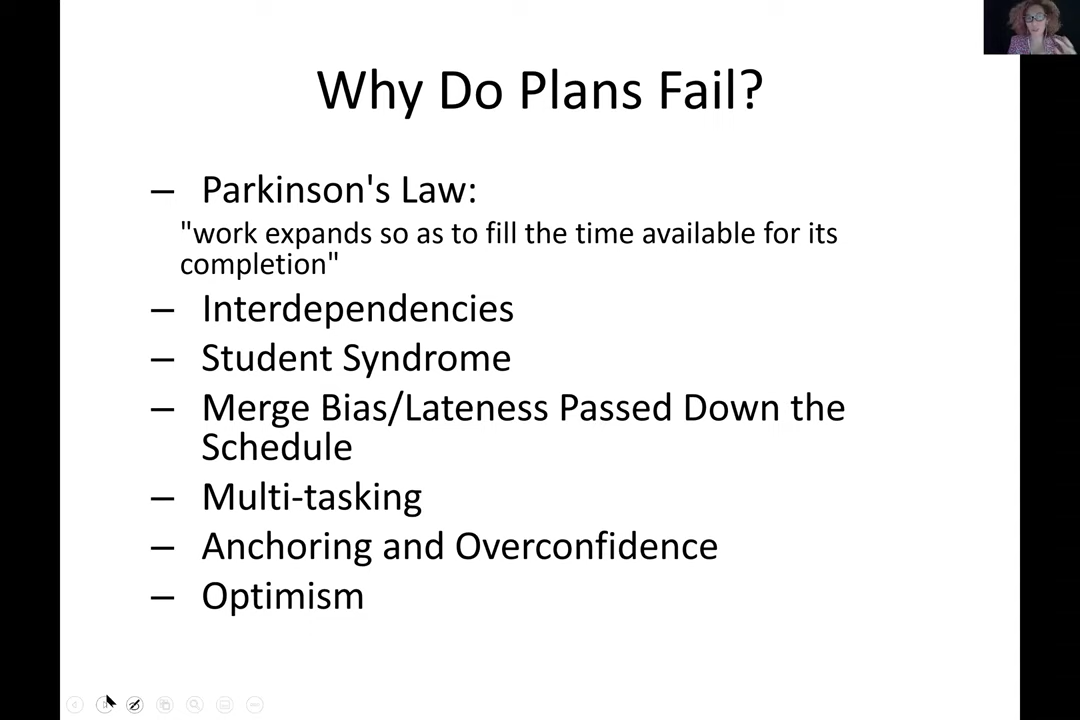 Why Do Plans Fail?
– Parkinson's Law:
"work expands so as to fill the time available for its
completion"
– Interdependencies
– Student Syndrome
– Merge Bias/Lateness Passed Down the
Schedule
– Multi-tasking
– Anchoring and Overconfidence
– Optimism